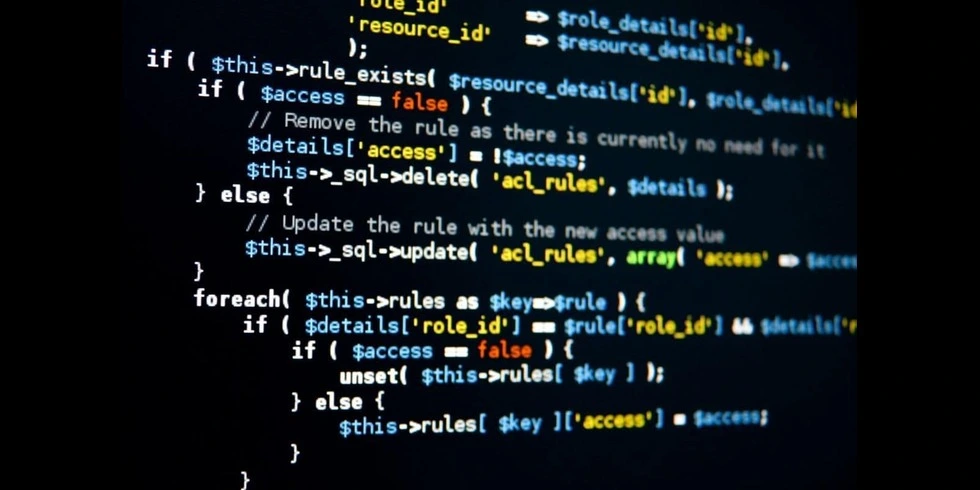 'role_id' => $role_details['id'],
'resource_id' => $resource_details['id'],
);
if ( $this->rule_exists( $resource_details['id'], $role_details['id
if ( $access == false ) {
// Remove the rule as there is currently no need for it
$details['access'] = !$access;
$this->_sql->delete( 'acl_rules', $details );
} else {
// Update the rule with the new access value
$this->_sql->update( 'acl_rules', array( 'access' => $acces
}
foreach( $this->rules as $key=>$rule ) {
if ( $details['role_id'] == $rule['role_id'] && $details['r
if ( $access == false ) {
unset( $this->rules[ $key ] );
} else {
$this->rules[ $key ]['access'] = $access;
}
}